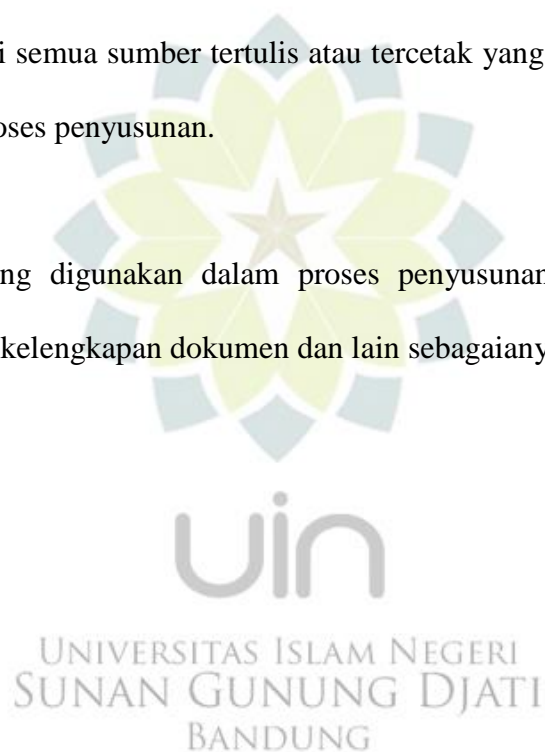 i semua sumber tertulis atau tercetak yang
oses penyusunan.
ng digunakan dalam proses penyusunan
kelengkapan dokumen dan lain sebagaiany
uin
UNIVERSITAS ISLAM NEGERI
SUNAN GUNUNG DJATI
BANDUNG